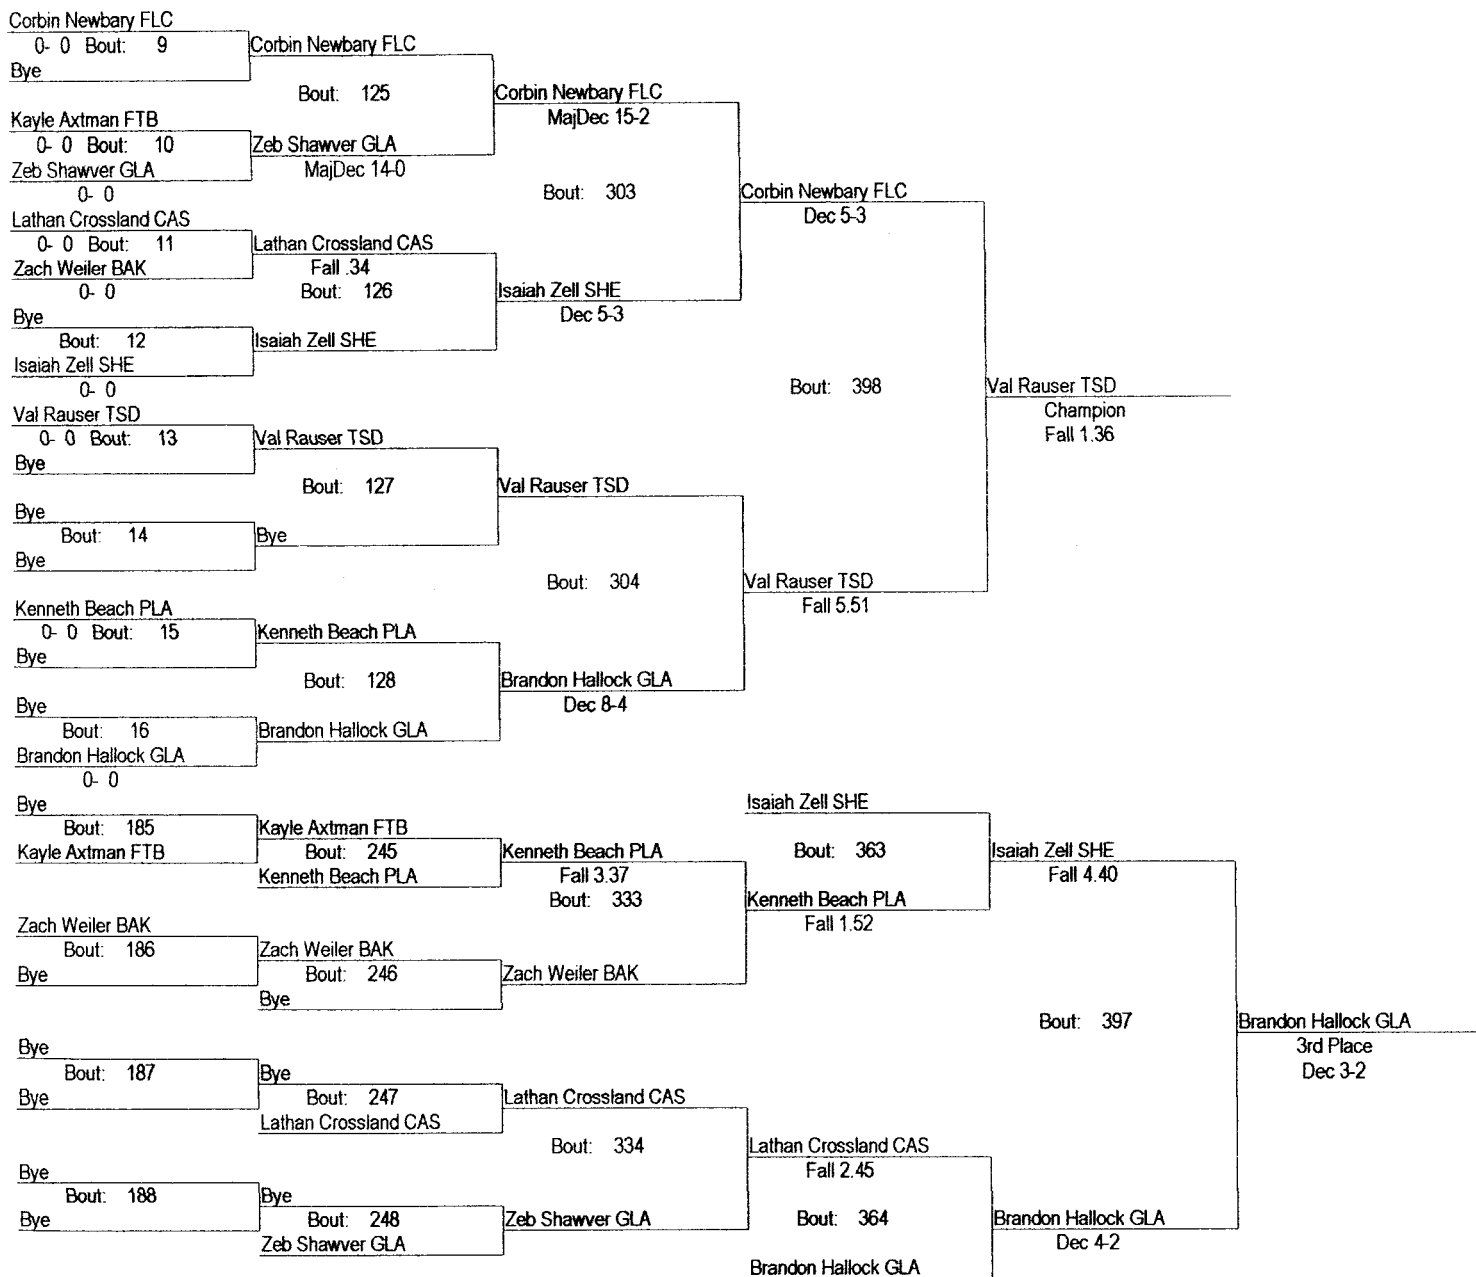 Corbin Newbary FLC
0- 0 Bout: 9
Bye
Corbin Newbary FLC
Bout: 125
Corbin Newbary FLC
MajDec 15-2
Kayle Axtman FTB
0- 0 Bout: 10
Zeb Shawver GLA
0- 0
Zeb Shawver GLA
MajDec 14-0
Bout: 303
Corbin Newbary FLC
Dec 5-3
Lathan Crossland CAS
0- 0 Bout: 11
Zach Weiler BAK
0- 0
Lathan Crossland CAS
Fall .34
Bout: 126
Isaiah Zell SHE
Dec 5-3
Bye
Bout: 12
Isaiah Zell SHE
0- 0
Isaiah Zell SHE
Bout: 398
Val Rauser TSD
Champion
Fall 1.36
Val Rauser TSD
0- 0 Bout: 13
Bye
Val Rauser TSD
Bout: 127
Val Rauser TSD
Bye
Bout: 14
Bye
Bye
Bout: 304
Val Rauser TSD
Fall 5.51
Kenneth Beach PLA
0- 0 Bout: 15
Bye
Kenneth Beach PLA
Bout: 128
Brandon Hallock GLA
Dec 8-4
Bye
Bout: 16
Brandon Hallock GLA
0- 0
Brandon Hallock GLA
Bye
Bout: 185
Kayle Axtman FTB
Kayle Axtman FTB
Bout: 245
Kenneth Beach PLA
Kenneth Beach PLA
Fall 3.37
Bout: 333
Isaiah Zell SHE
Bout: 363
Kenneth Beach PLA
Fall 1.52
Isaiah Zell SHE
Fall 4.40
Zach Weiler BAK
Bout: 186
Bye
Zach Weiler BAK
Bout: 246
Bye
Zach Weiler BAK
Bout: 397
Brandon Hallock GLA
3rd Place
Dec 3-2
Bye
Bout: 187
Bye
Bye
Bout: 247
Lathan Crossland CAS
Lathan Crossland CAS
Bout: 334
Lathan Crossland CAS
Fall 2.45
Bye
Bout: 188
Bye
Bye
Bout: 248
Zeb Shawver GLA
Zeb Shawver GLA
Bout: 364
Brandon Hallock GLA
Brandon Hallock GLA
Dec 4-2